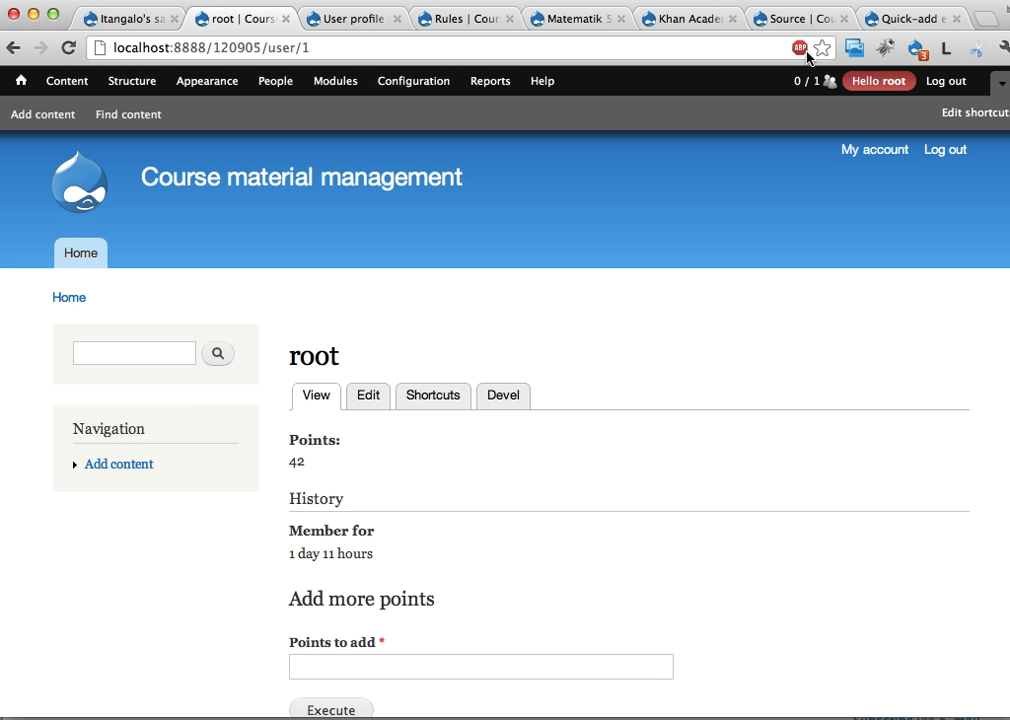 Itangalo's sa
root | Cours
User profile
Rules | Cour
Matematik 5
Khan Acade
Source | Cou
Quick-add e
localhost:8888/120905/user/1
ABP
3
L
Content
Structure
Appearance
People
Modules
Configuration
Reports
Help
0 / 1
Hello root
Log out
Add content
Find content
Edit shortcut
My account
Log out
Course material management
Home
Home
root
View
Edit
Shortcuts
Devel
Navigation
Add content
Points:
42
History
Member for
1 day 11 hours
Add more points
Points to add *
Execute